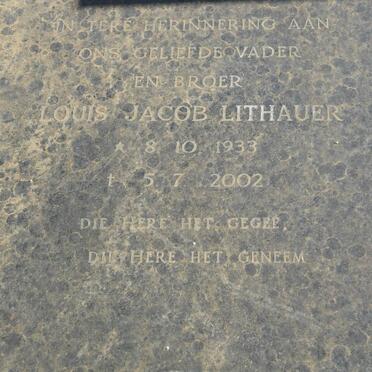 IN TERE HERINNERING AAN
ONS GELIEFDE VADER
EN BROER
LOUIS JACOB LITHAUER
* 8. 10. 1933
† 5. 7. 2002
DIE HERE HET GEGEE,
DIE HERE HET GENEEM